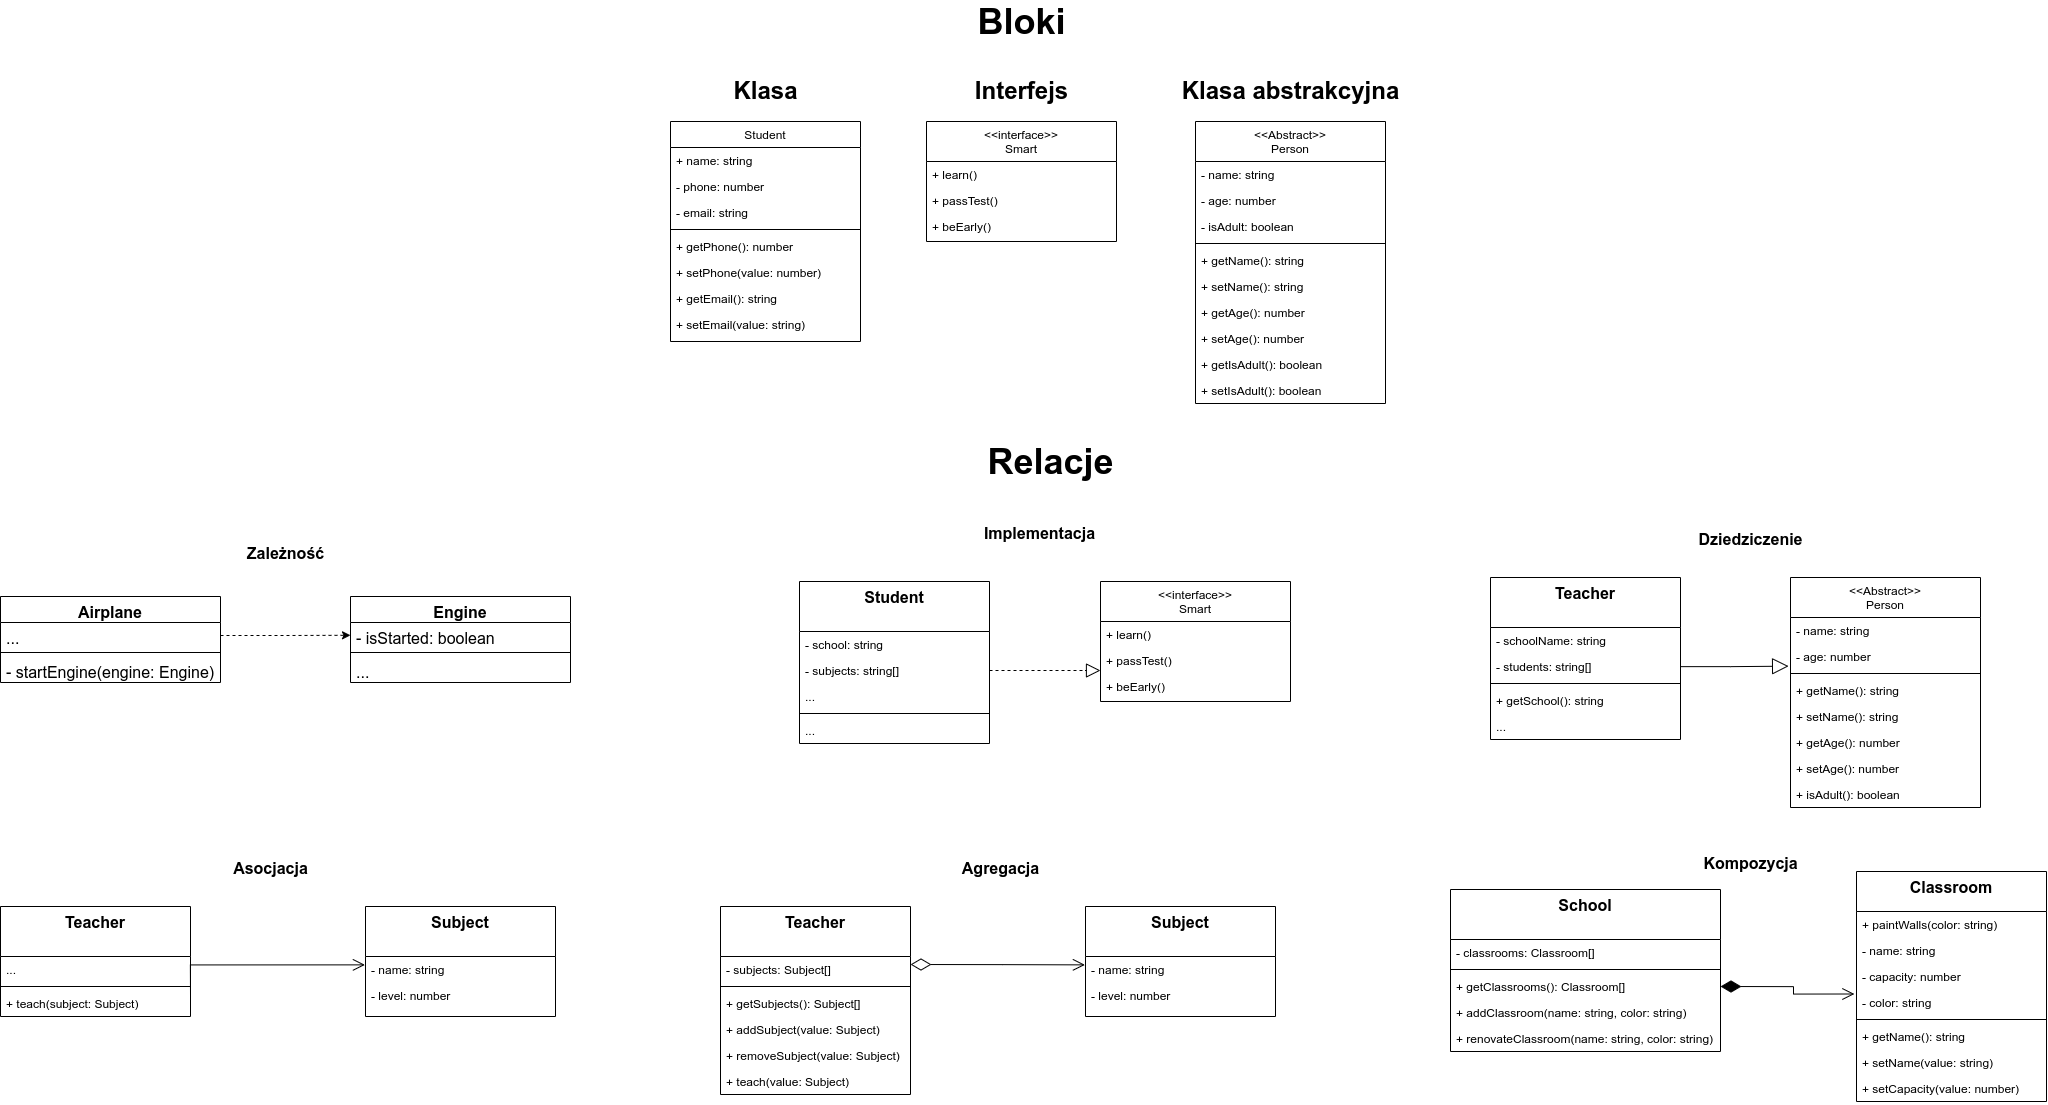 Bloki
Klasa
Student
+ name: string
- phone: number
- email: string
+ getPhone(): number
+ setPhone(value: number)
+ getEmail(): string
+ setEmail(value: string)
Interfejs
<<interface>>
Smart
+ learn()
+ passTest()
+ beEarly()
Klasa abstrakcyjna
<<Abstract>>
Person
- name: string
- age: number
- isAdult: boolean
+ getName(): string
+ setName(): string
+ getAge(): number
+ setAge(): number
+ getIsAdult(): boolean
+ setIsAdult(): boolean
Relacje
Zależność
Airplane
...
- startEngine(engine: Engine)
Engine
- isStarted: boolean
...
Implementacja
Student
- school: string
- subjects: string[]
...
...
<<interface>>
Smart
+ learn()
+ passTest()
+ beEarly()
Dziedziczenie
Teacher
- schoolName: string
- students: string[]
+ getSchool(): string
...
<<Abstract>>
Person
- name: string
- age: number
+ getName(): string
+ setName(): string
+ getAge(): number
+ setAge(): number
+ isAdult(): boolean
Asocjacja
Teacher
...
+ teach(subject: Subject)
Subject
- name: string
- level: number
Agregacja
Teacher
- subjects: Subject[]
+ getSubjects(): Subject[]
+ addSubject(value: Subject)
+ removeSubject(value: Subject)
+ teach(value: Subject)
Subject
- name: string
- level: number
Kompozycja
School
- classrooms: Classroom[]
+ getClassrooms(): Classroom[]
+ addClassroom(name: string, color: string)
+ renovateClassroom(name: string, color: string)
Classroom
+ paintWalls(color: string)
- name: string
- capacity: number
- color: string
+ getName(): string
+ setName(value: string)
+ setCapacity(value: number)